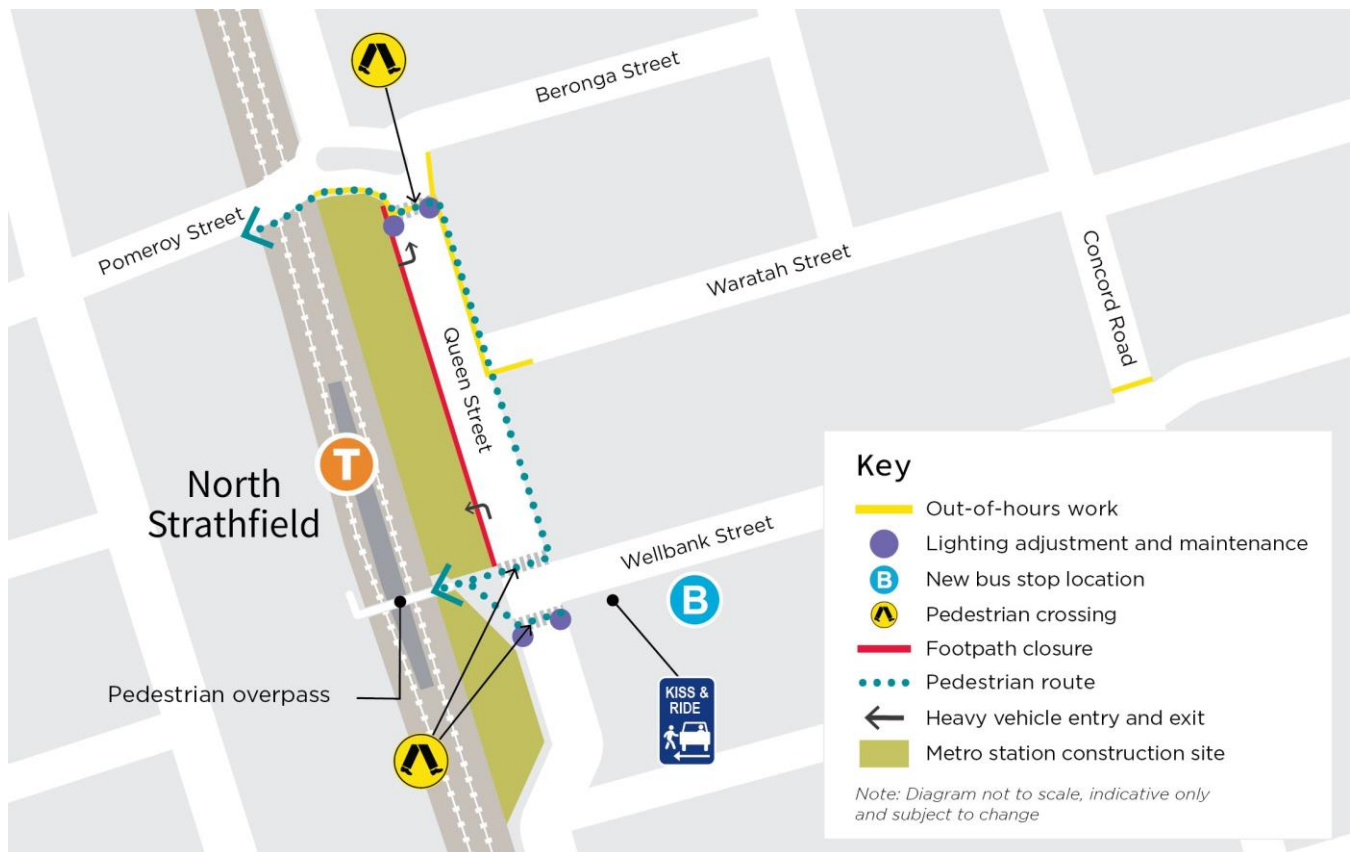 Beronga Street
Pomeroy Street
Waratah Street
Concord Road
Queen Street
T
North
Strathfield
Wellbank Street
B
Pedestrian overpass
KISS &
RIDE
Key
Out-of-hours work
Lighting adjustment and maintenance
B
New bus stop location
Pedestrian crossing
Footpath closure
Pedestrian route
Heavy vehicle entry and exit
Metro station construction site
Note: Diagram not to scale, indicative only
and subject to change